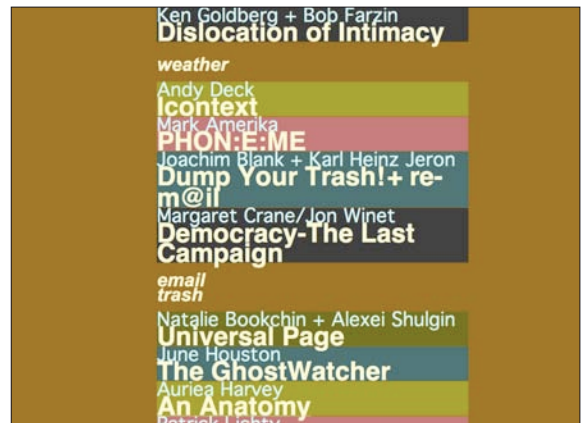 Ken Goldberg + Bob Farzin
Dislocation of Intimacy
weather
Andy Deck
Icontext
Mark Amerika
PHON:E:ME
Joachim Blank + Karl Heinz Jeron
Dump Your Trash!+ re-
m@il
Margaret Crane/Jon Winet
Democracy-The Last
Campaign
email
trash
Natalie Bookchin + Alexei Shulgin
Universal Page
June Houston
The GhostWatcher
Auriea Harvey
An Anatomy
Patrick Lichty